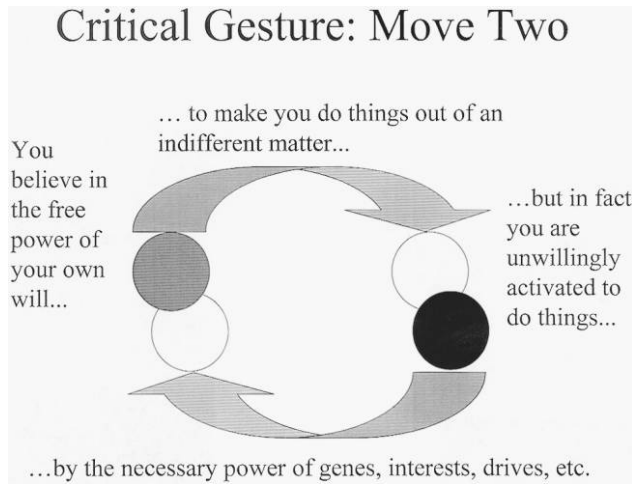 Critical Gesture: Move Two
… to make you do things out of an
indifferent matter...
You
believe in
the free
power of
your own
will...
…but in fact
you are
unwillingly
activated to
do things...
…by the necessary power of genes, interests, drives, etc.